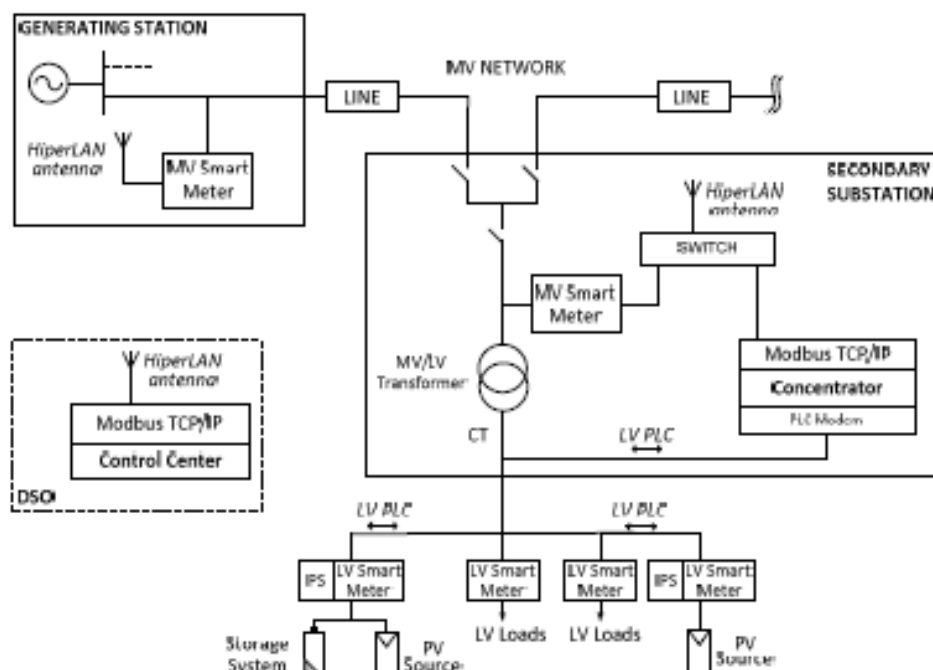 GENERATING STATION
MV NETWORK
LINE
LINE
HiperLAN
antenna
MV Smart
Meter
SECONDARY
SUBSTATION
HiperLAN
antenna
SWITCH
MV Smart
Meter
MV/LV
Transformer
Modbus TCP/IP
Concentrator
PLC Modem
CT
LV PLC
HiperLAN
antenna
Modbus TCP/IP
Control Center
DSO
LV PLC
LV PLC
IPS
LV Smart
Meter
LV Smart
Meter
LV Smart
Meter
IPS
LV Smart
Meter
LV Loads
LV Loads
Storage
System
PV
Source
PV
Source